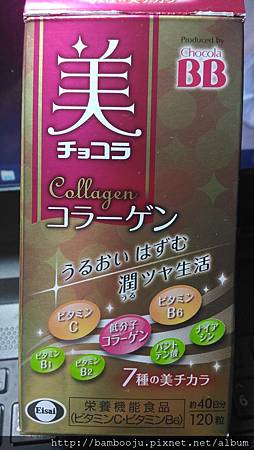 Produced by
Chocola
BB
美
チョコラ
Collagen
コラーゲン
うるおい はずむ
潤ツヤ生活
うる
ビタミン
C
低分子
コラーゲン
ビタミン
B6
ナイア
シン
ビタミン
B1
ビタミン
B2
パント
テン酸
7種の美チカラ
Eisai
栄養機能食品
(ビタミンC・ビタミンB6)
約40日分
120粒
http://bambooju.pixnet.net/album